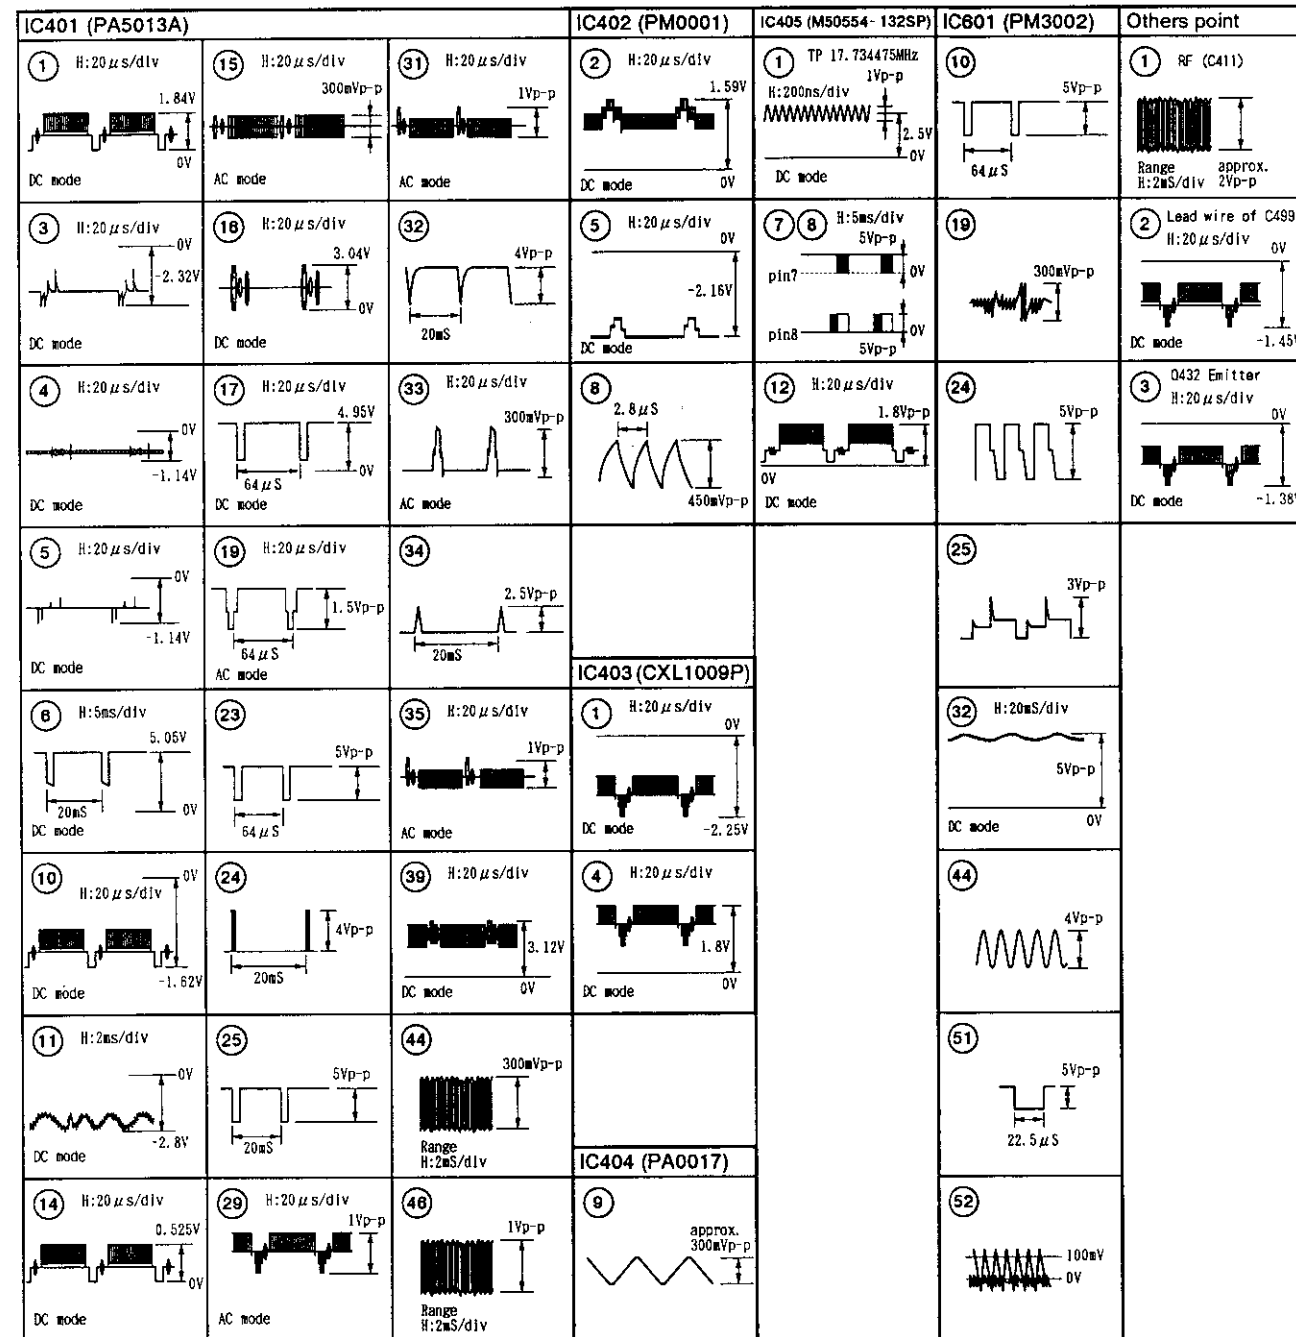 IC401 (PA5013A)
1 H:20μs/div
1.84V
0V
DC mode
3 H:20μs/div
0V
-2.32V
DC mode
4 H:20μs/div
0V
-1.14V
DC mode
5 H:20μs/div
0V
-1.14V
DC mode
6 H:5ms/div
5.05V
20mS
0V
DC mode
10 H:20μs/div
0V
-1.62V
DC mode
11 H:2ms/div
0V
-2.8V
DC mode
14 H:20μs/div
0.525V
0V
DC mode
15 H:20μs/div
300mVp-p
AC mode
16 H:20μs/div
3.04V
0V
DC mode
17 H:20μs/div
4.95V
64μS
0V
DC mode
19 H:20μs/div
1.5Vp-p
64μS
AC mode
23
5Vp-p
64μS
24
4Vp-p
20mS
25
5Vp-p
20mS
29 H:20μs/div
1Vp-p
AC mode
31 H:20μs/div
1Vp-p
AC mode
32
4Vp-p
20mS
33 H:20μs/div
300mVp-p
AC mode
34
2.5Vp-p
20mS
35 H:20μs/div
1Vp-p
AC mode
39 H:20μs/div
3.12V
0V
DC mode
44
300mVp-p
Range
H:2mS/div
46
1Vp-p
Range
H:2mS/div
IC402 (PM0001)
2 H:20μs/div
1.59V
0V
DC mode
5 H:20μs/div
0V
-2.16V
DC mode
8
2.8μS
450mVp-p
IC403 (CXL1009P)
1 H:20μs/div
0V
-2.25V
DC mode
4 H:20μs/div
1.8V
0V
DC mode
IC404 (PA0017)
9
approx.
300mVp-p
IC405 (M50554-132SP)
1 TP 17.734475MHz
1Vp-p
H:200ns/div
2.5V
0V
DC mode
7 8 H:5ms/div
5Vp-p
pin7
0V
pin8
0V
5Vp-p
12 H:20μs/div
1.8Vp-p
0V
DC mode
IC601 (PM3002)
10
5Vp-p
64μS
19
300mVp-p
24
5Vp-p
25
3Vp-p
32 H:20mS/div
5Vp-p
0V
DC mode
44
4Vp-p
51
5Vp-p
22.5μS
52
100mV
0V
Others point
1 RF (C411)
Range
H:2mS/div
approx.
2Vp-p
2 Lead wire of C499
H:20μs/div
0V
-1.45V
DC mode
3 Q432 Emitter
H:20μs/div
0V
-1.38V
DC mode